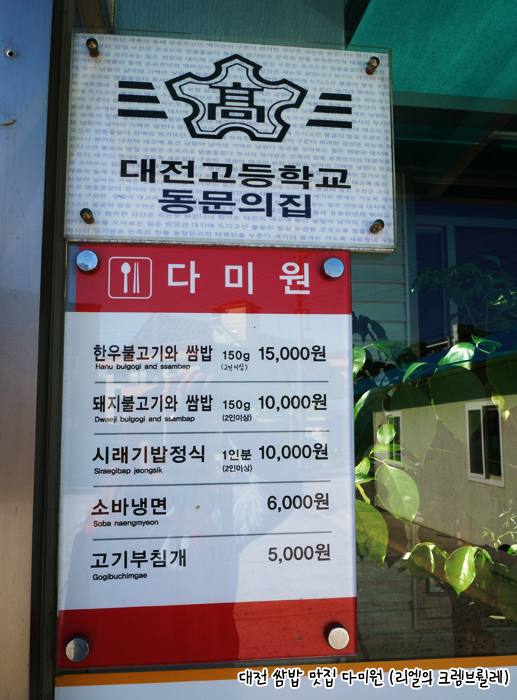 高
대전고등학교
동문의집
다미원
한우불고기와 쌈밥 150g 15,000원
Hanu bulgogi and ssambep (2인이상)
돼지불고기와 쌈밥 150g 10,000원
Dwaeji bulgogi and ssambap (2인이상)
시래기밥정식 1인분 10,000원
Siraegibap jeongsik (2인이상)
소바냉면 6,000원
Soba naengmyeon
고기부침개 5,000원
Gogibuchimgae
대전 쌈밥 맛집 다미원 (리엘의 크렘브륄레)